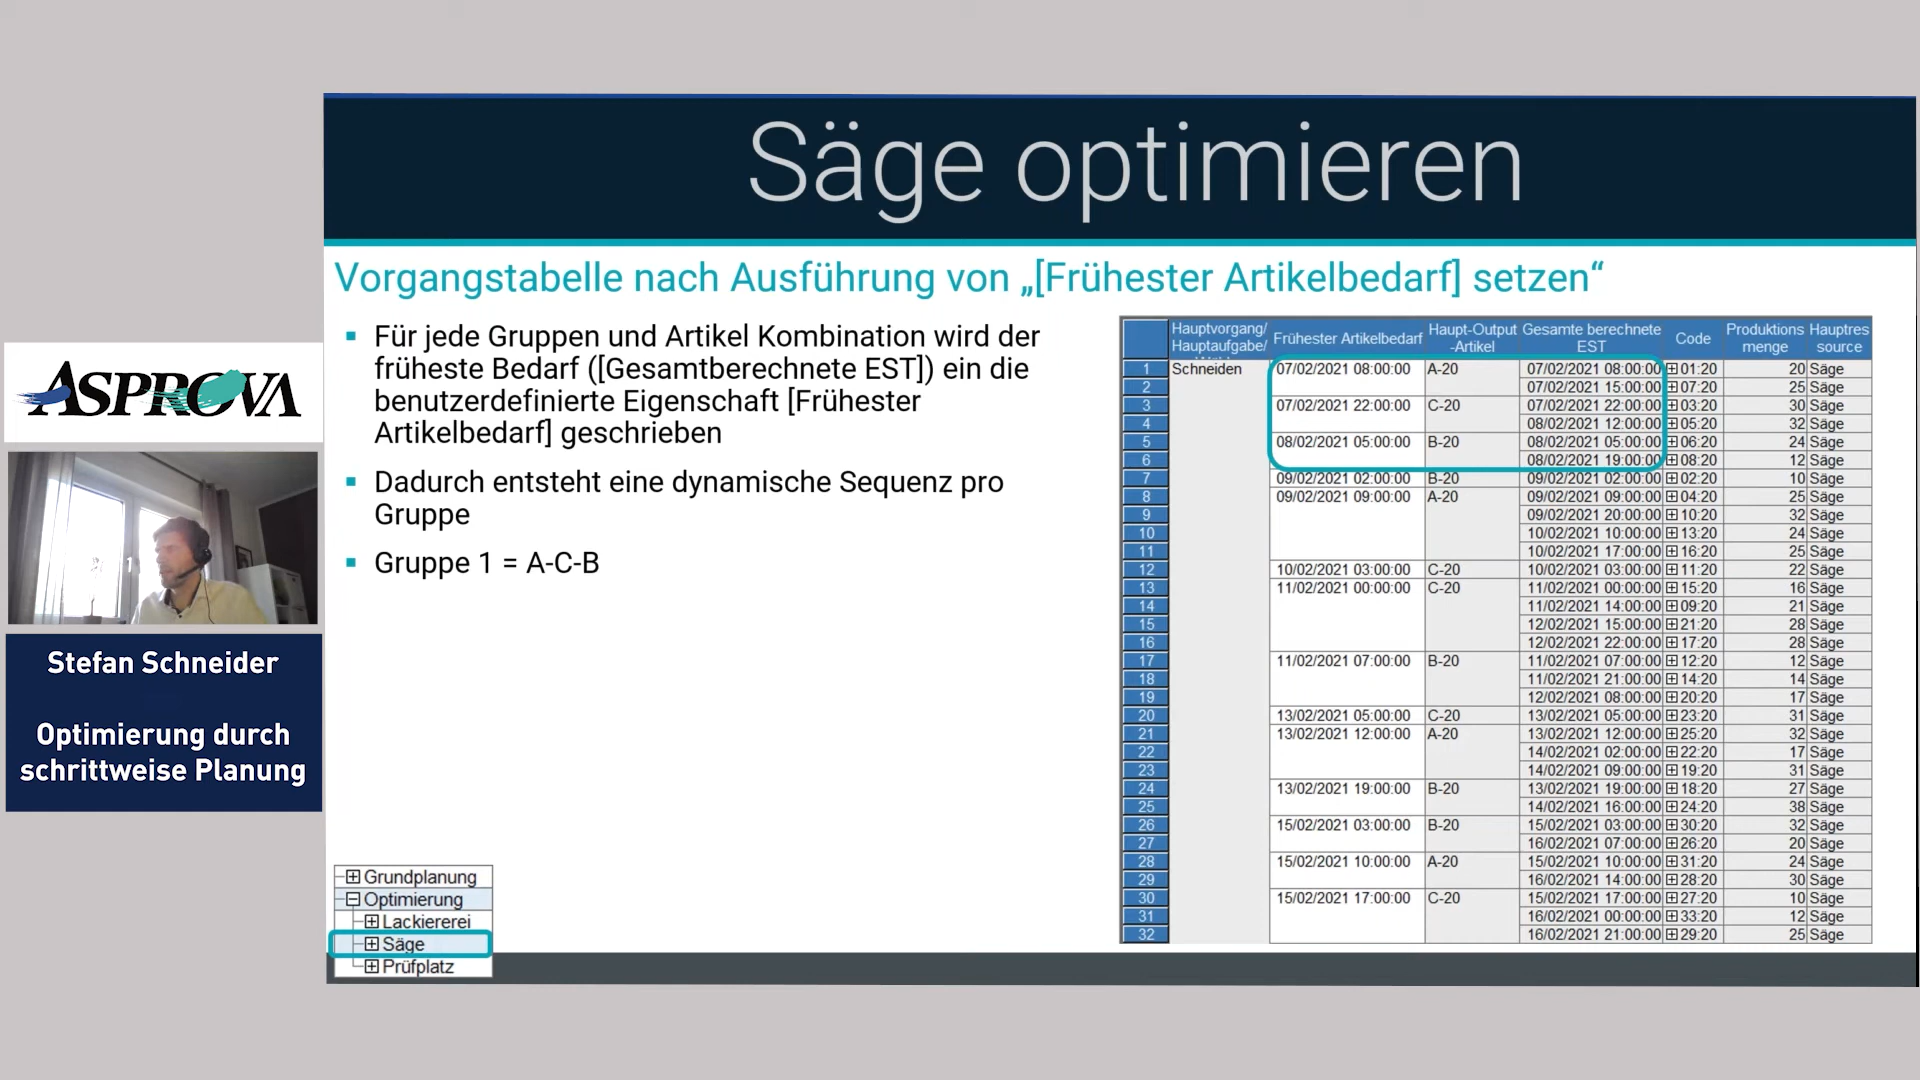 Säge optimieren
Vorgangstabelle nach Ausführung von „[Frühester Artikelbedarf] setzen“
▪ Für jede Gruppen und Artikel Kombination wird der
früheste Bedarf ([Gesamtberechnete EST]) ein die
benutzerdefinierte Eigenschaft [Frühester
Artikelbedarf] geschrieben
▪ Dadurch entsteht eine dynamische Sequenz pro
Gruppe
▪ Gruppe 1 = A-C-B
ASPROVA
Stefan Schneider
Optimierung durch
schrittweise Planung
Grundplanung
Optimierung
Lackiererei
Säge
Prüfplatz
Hauptvorgang/ Haupt-Output Gesamte berechnete Produktions Hauptres
Hauptaufgabe/ Frühester Artikelbedarf -Artikel EST Code menge source
1 Schneiden 07/02/2021 08:00:00 A-20 07/02/2021 08:00:00 01:20 20 Säge
2 07/02/2021 15:00:00 07:20 25 Säge
3 07/02/2021 22:00:00 C-20 07/02/2021 22:00:00 03:20 30 Säge
4 08/02/2021 12:00:00 05:20 32 Säge
5 08/02/2021 05:00:00 B-20 08/02/2021 05:00:00 06:20 24 Säge
6 08/02/2021 19:00:00 08:20 12 Säge
7 09/02/2021 02:00:00 B-20 09/02/2021 02:00:00 02:20 10 Säge
8 09/02/2021 09:00:00 A-20 09/02/2021 09:00:00 04:20 25 Säge
9 09/02/2021 20:00:00 10:20 32 Säge
10 10/02/2021 10:00:00 13:20 24 Säge
11 10/02/2021 17:00:00 16:20 25 Säge
12 10/02/2021 03:00:00 C-20 10/02/2021 03:00:00 11:20 22 Säge
13 11/02/2021 00:00:00 C-20 11/02/2021 00:00:00 15:20 16 Säge
14 11/02/2021 14:00:00 09:20 21 Säge
15 12/02/2021 15:00:00 21:20 28 Säge
16 12/02/2021 22:00:00 17:20 28 Säge
17 11/02/2021 07:00:00 B-20 11/02/2021 07:00:00 12:20 12 Säge
18 11/02/2021 21:00:00 14:20 14 Säge
19 12/02/2021 08:00:00 20:20 17 Säge
20 13/02/2021 05:00:00 C-20 13/02/2021 05:00:00 23:20 31 Säge
21 13/02/2021 12:00:00 A-20 13/02/2021 12:00:00 25:20 32 Säge
22 14/02/2021 02:00:00 22:20 17 Säge
23 14/02/2021 09:00:00 19:20 31 Säge
24 13/02/2021 19:00:00 B-20 13/02/2021 19:00:00 18:20 27 Säge
25 14/02/2021 16:00:00 24:20 38 Säge
26 15/02/2021 03:00:00 B-20 15/02/2021 03:00:00 30:20 32 Säge
27 16/02/2021 07:00:00 26:20 20 Säge
28 15/02/2021 10:00:00 A-20 15/02/2021 10:00:00 31:20 24 Säge
29 16/02/2021 14:00:00 28:20 30 Säge
30 15/02/2021 17:00:00 C-20 15/02/2021 17:00:00 27:20 10 Säge
31 16/02/2021 00:00:00 33:20 12 Säge
32 16/02/2021 21:00:00 29:20 25 Säge